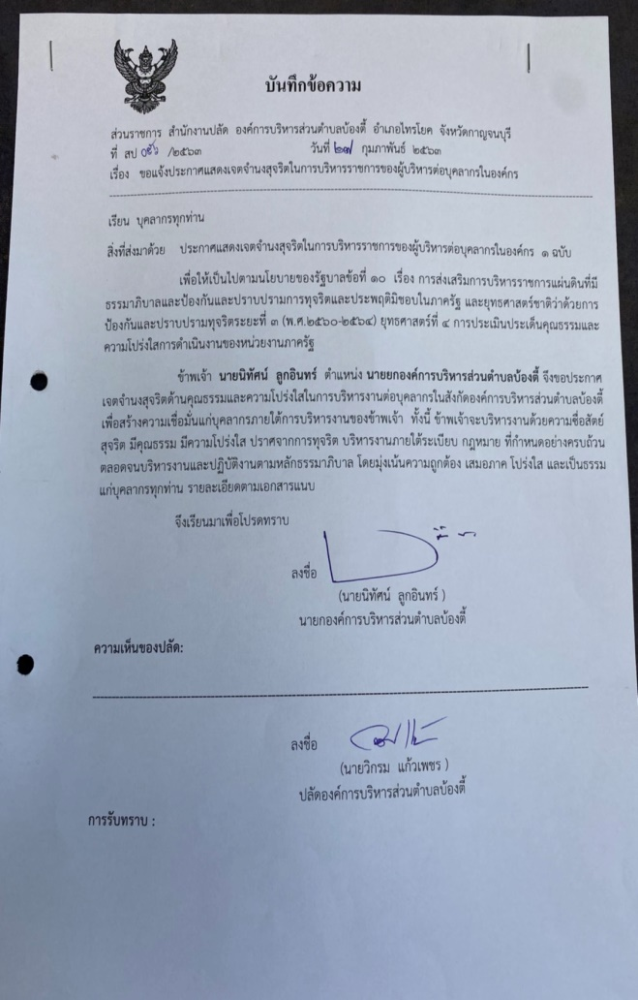 บันทึกข้อความ
ส่วนราชการ สำนักงานปลัด องค์การบริหารส่วนตำบลบ้องตี้ อำเภอไทรโยค จังหวัดกาญจนบุรี
ที่ สป /๒๕๖๓ วันที่ ๒๗ กุมภาพันธ์ ๒๕๖๓
เรื่อง ขอแจ้งประกาศแสดงเจตจำนงสุจริตในการบริหารราชการของผู้บริหารต่อบุคลากรในองค์กร
เรียน บุคลากรทุกท่าน
สิ่งที่ส่งมาด้วย ประกาศแสดงเจตจำนงสุจริตในการบริหารราชการของผู้บริหารต่อบุคลากรในองค์กร ๑ ฉบับ
เพื่อให้เป็นไปตามนโยบายของรัฐบาลข้อที่ ๑๐ เรื่อง การส่งเสริมการบริหารราชการแผ่นดินที่มี
ธรรมาภิบาลและป้องกันและปราบปรามการทุจริตและประพฤติมิชอบในภาครัฐ และยุทธศาสตร์ชาติว่าด้วยการ
ป้องกันและปราบปรามทุจริตระยะที่ ๓ (พ.ศ.๒๕๖๐-๒๕๖๔) ยุทธศาสตร์ที่ ๔ การประเมินประเด็นคุณธรรมและ
ความโปร่งใสการดำเนินงานของหน่วยงานภาครัฐ
ข้าพเจ้า นายนิทัศน์ ลูกอินทร์ ตำแหน่ง นายยกองค์การบริหารส่วนตำบลบ้องตี้ จึงขอประกาศ
เจตจำนงสุจริตด้านคุณธรรมและความโปร่งใสในการบริหารงานต่อบุคลากรในสังกัดองค์การบริหารส่วนตำบลบ้องตี้
เพื่อสร้างความเชื่อมั่นแก่บุคลากรภายใต้การบริหารงานของข้าพเจ้า ทั้งนี้ ข้าพเจ้าจะบริหารงานด้วยความซื่อสัตย์
สุจริต มีคุณธรรม มีความโปร่งใส ปราศจากการทุจริต บริหารงานภายใต้ระเบียบ กฎหมาย ที่กำหนดอย่างครบถ้วน
ตลอดจนบริหารงานและปฏิบัติงานตามหลักธรรมาภิบาล โดยมุ่งเน้นความถูกต้อง เสมอภาค โปร่งใส และเป็นธรรม
แก่บุคลากรทุกท่าน รายละเอียดตามเอกสารแนบ
จึงเรียนมาเพื่อโปรดทราบ
ลงชื่อ
(นายนิทัศน์ ลูกอินทร์ )
นายกองค์การบริหารส่วนตำบลบ้องตี้
ความเห็นของปลัด:
ลงชื่อ
(นายวิกรม แก้วเพชร )
ปลัดองค์การบริหารส่วนตำบลบ้องตี้
การรับทราบ :